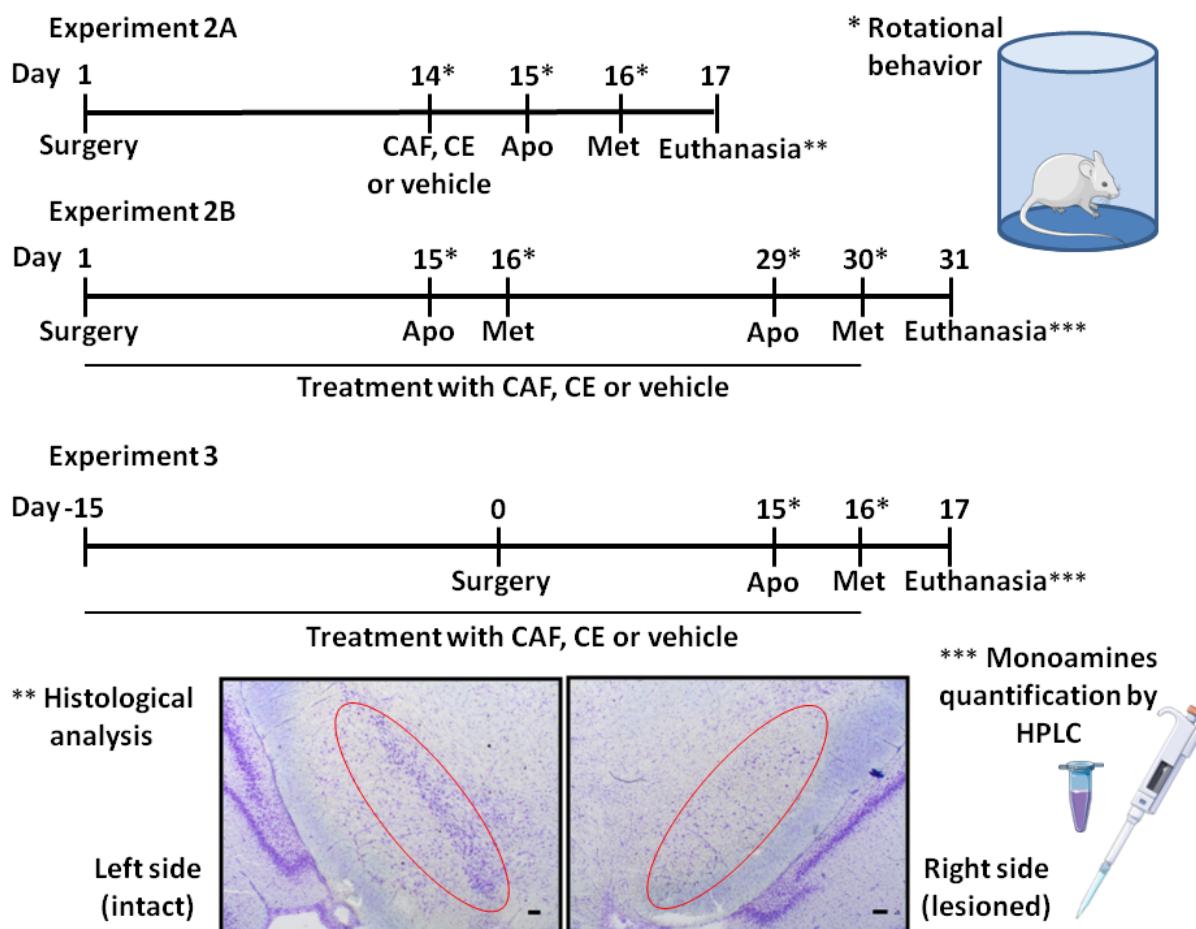 Experiment 2A
Day 1 14* 15* 16* 17
Surgery CAF, CE or vehicle Apo Met Euthanasia**
* Rotational
behavior
Experiment 2B
Day 1 15* 16* 29* 30* 31
Surgery Apo Met Apo Met Euthanasia***
Treatment with CAF, CE or vehicle
Experiment 3
Day -15 0 15* 16* 17
Surgery Apo Met Euthanasia***
Treatment with CAF, CE or vehicle
** Histological
analysis
Left side
(intact)
*** Monoamines
quantification by
HPLC
Right side
(lesioned)